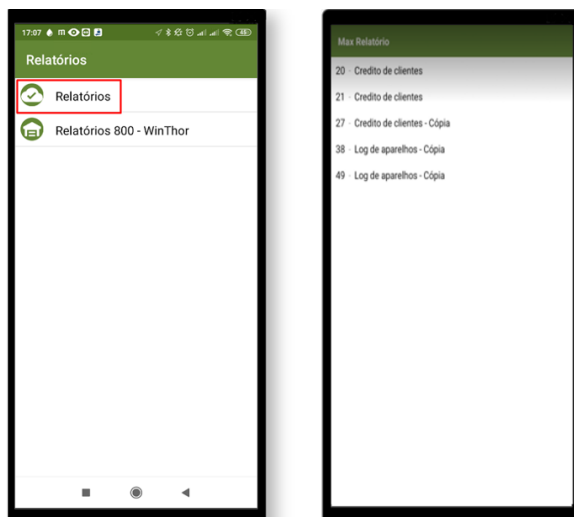 17:07
Relatórios
Relatórios
Relatórios 800 - WinThor
Max Relatório
20 - Credito de clientes
21 - Credito de clientes
27 - Credito de clientes - Cópia
38 - Log de aparelhos - Cópia
49 - Log de aparelhos - Cópia